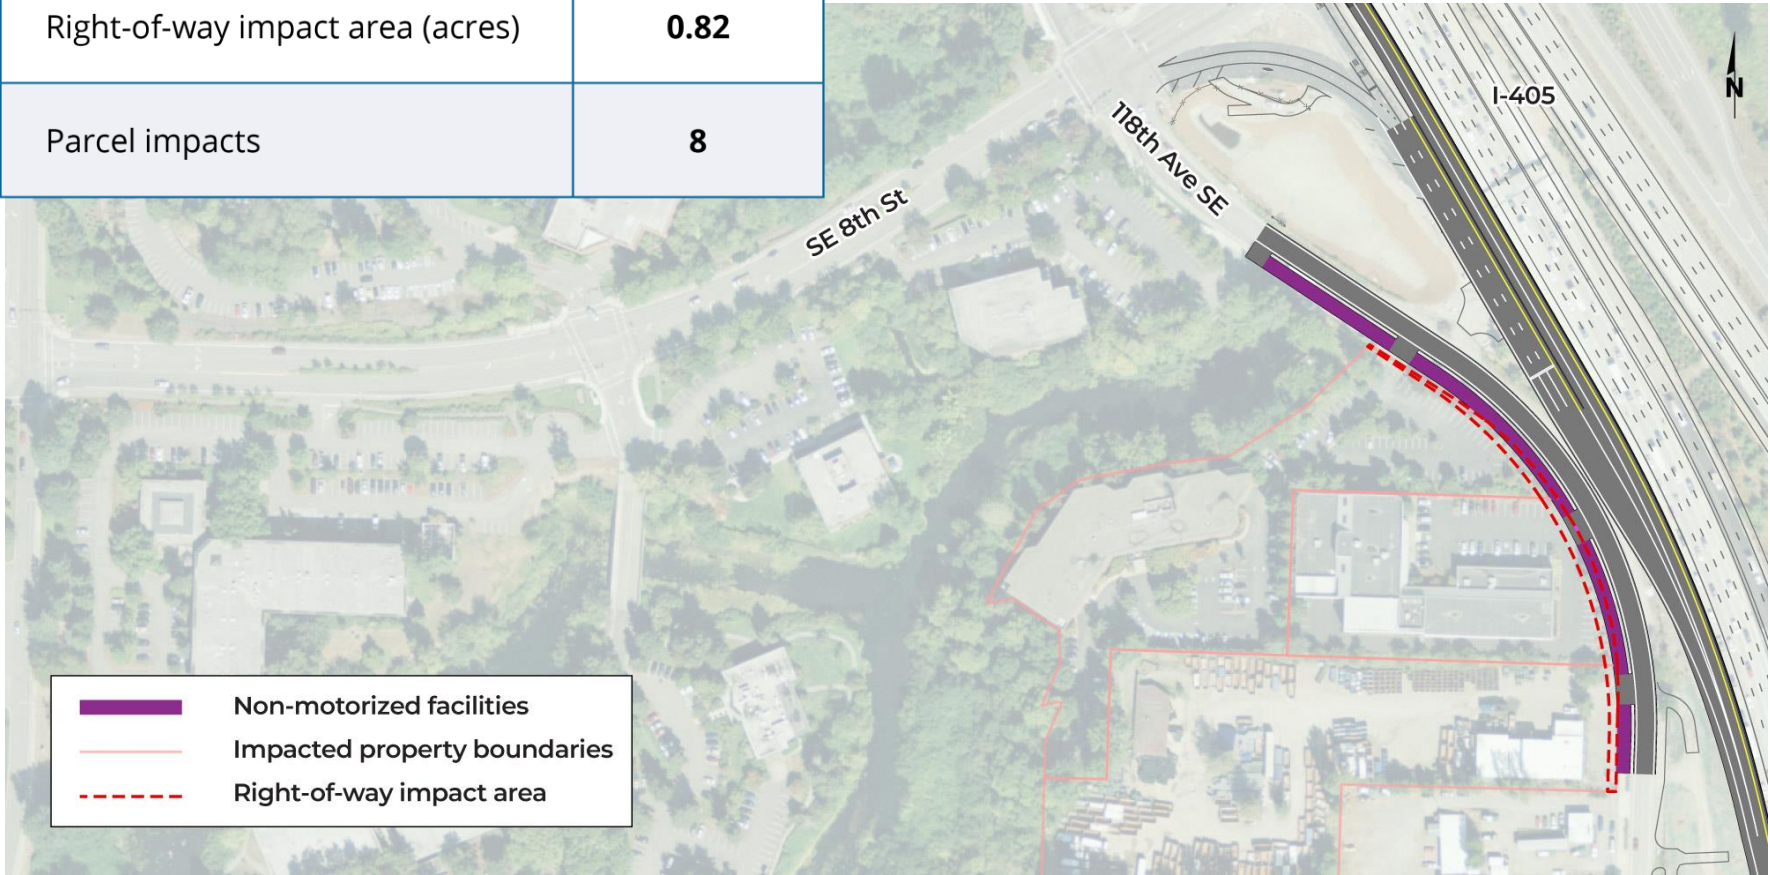 Right-of-way impact area (acres) 0.82
Parcel impacts 8
I-405
N
118th Ave SE
SE 8th St
Non-motorized facilities
Impacted property boundaries
Right-of-way impact area